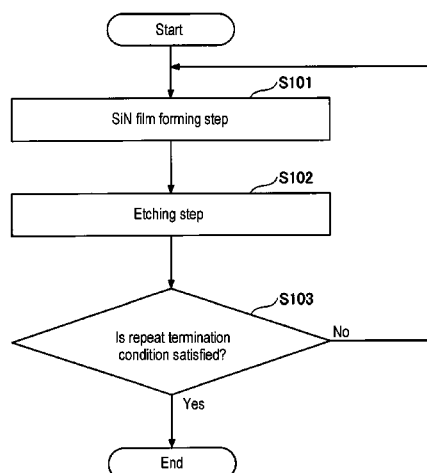 Start
S101
SiN film forming step
S102
Etching step
S103
Is repeat termination
condition satisfied?
No
Yes
End